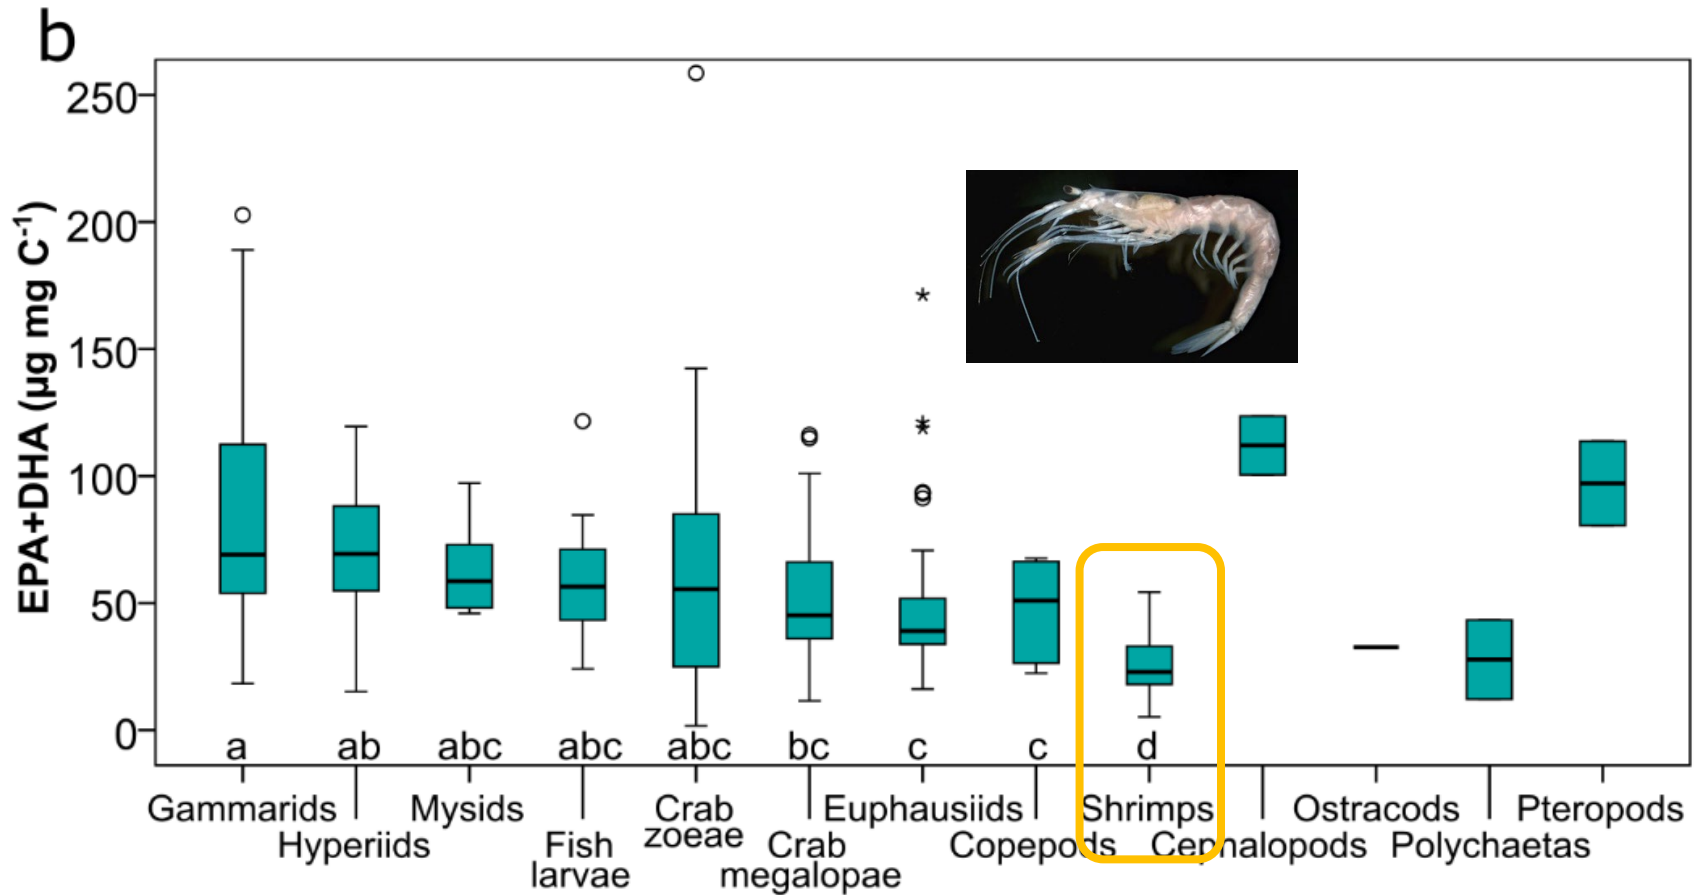 b
EPA+DHA (µg mg C⁻¹)
250
200
150
100
50
0
a ab abc abc abc bc c c d
Gammarids Mysids Crab zoeae Euphausiids Shrimps Ostracods Pteropods
Hyperiids Fish larvae Crab megalopae Copepods Cephalopods Polychaetas